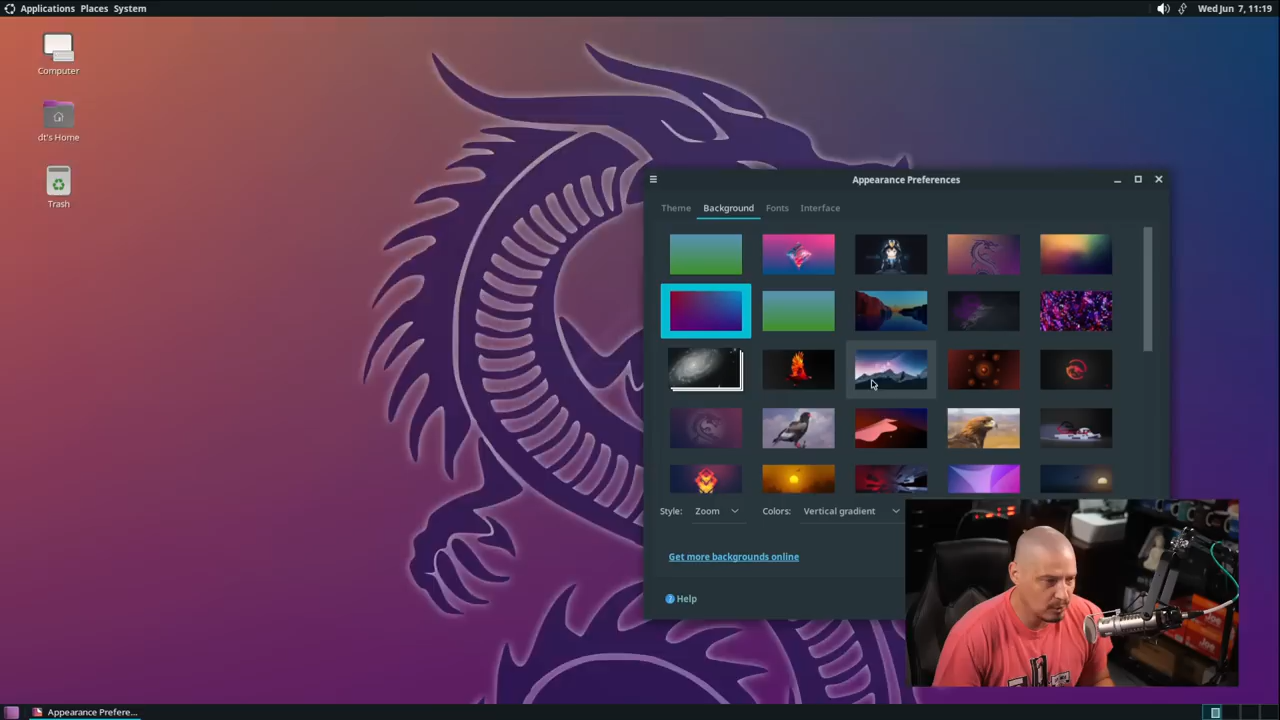 Applications Places System
Wed Jun 7, 11:19
Computer
dt's Home
Trash
Appearance Preferences
Theme Background Fonts Interface
Style: Zoom Colors: Vertical gradient
Get more backgrounds online
Help
Appearance Prefere...